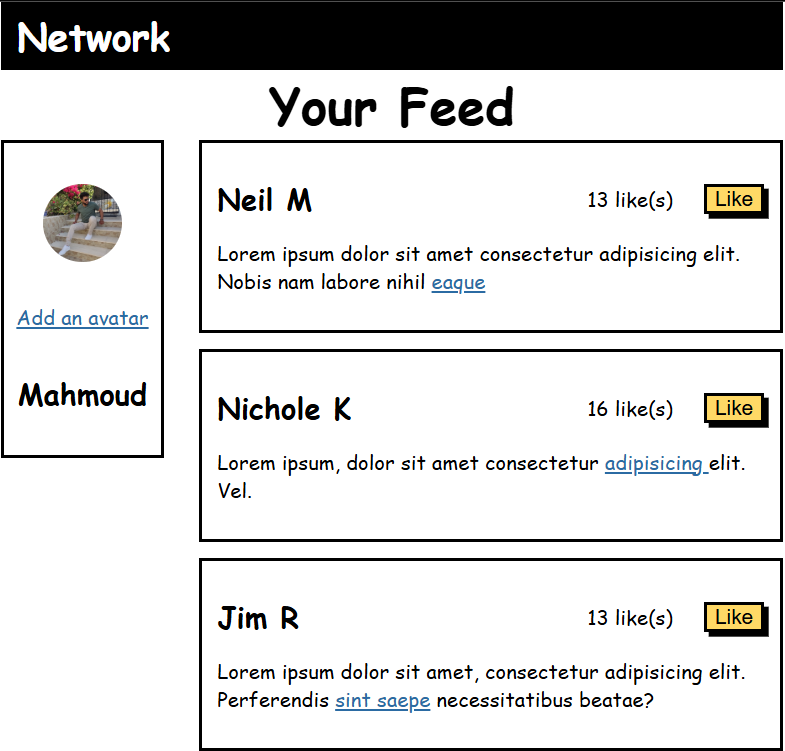 Network
Your Feed
Add an avatar
Mahmoud
Neil M
13 like(s)
Like
Lorem ipsum dolor sit amet consectetur adipisicing elit.
Nobis nam labore nihil eaque
Nichole K
16 like(s)
Like
Lorem ipsum, dolor sit amet consectetur adipisicing elit.
Vel.
Jim R
13 like(s)
Like
Lorem ipsum dolor sit amet, consectetur adipisicing elit.
Perferendis sint saepe necessitatibus beatae?